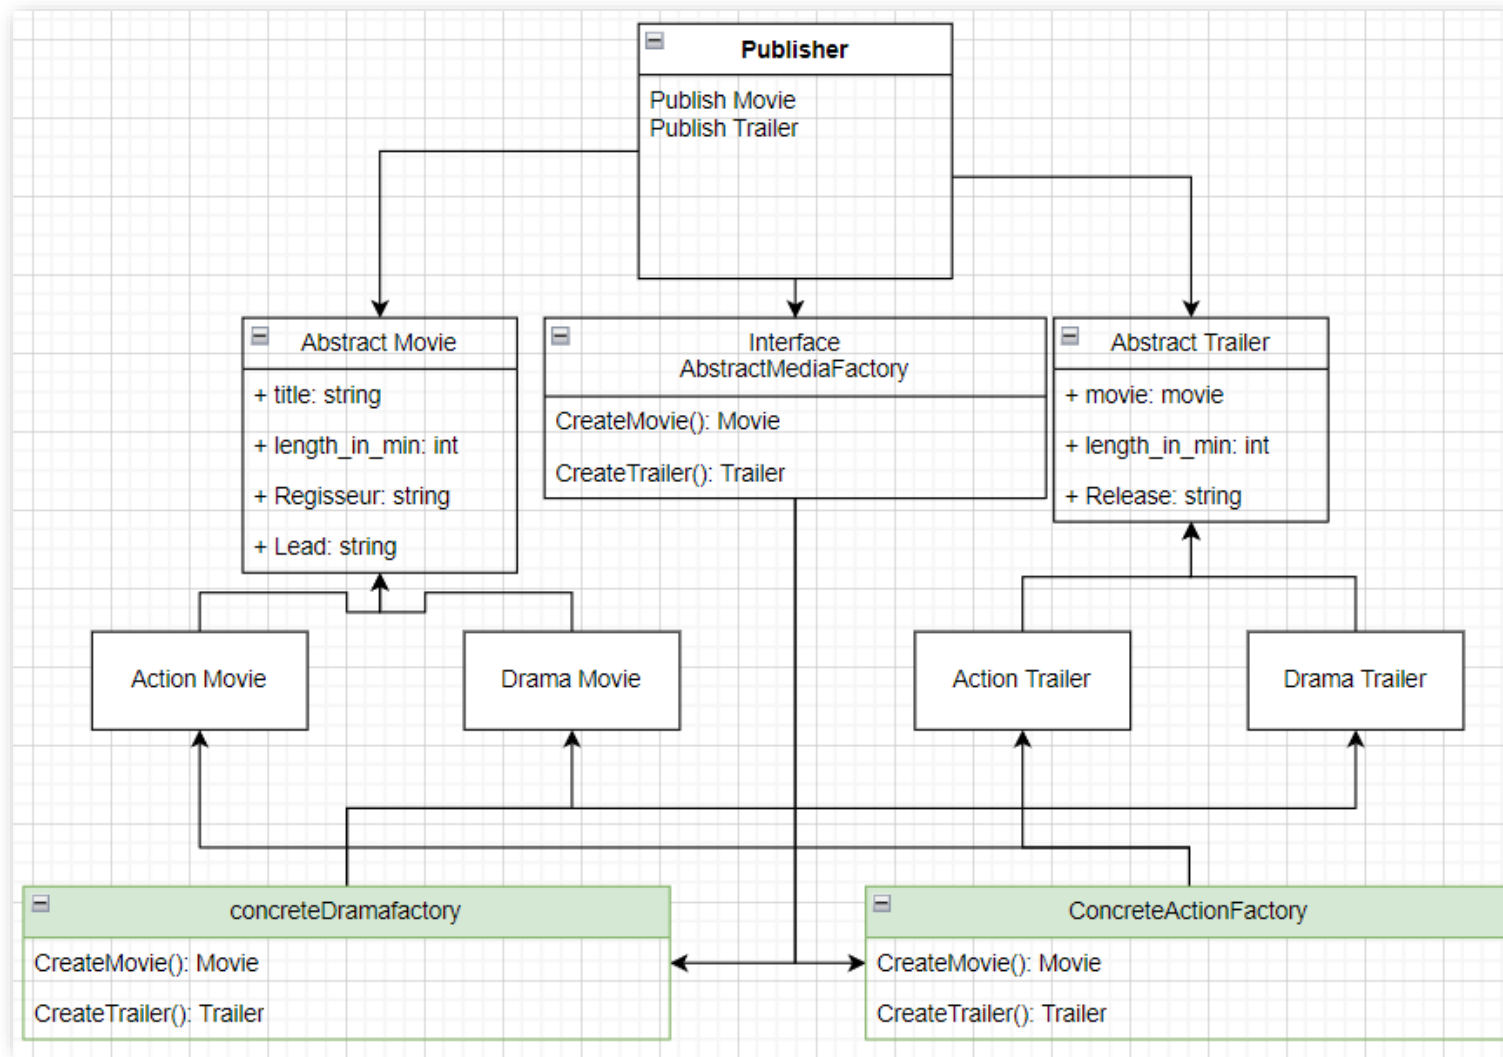 Publisher
Publish Movie
Publish Trailer
Abstract Movie
+ title: string
+ length_in_min: int
+ Regisseur: string
+ Lead: string
Interface
AbstractMediaFactory
CreateMovie(): Movie
CreateTrailer(): Trailer
Abstract Trailer
+ movie: movie
+ length_in_min: int
+ Release: string
Action Movie
Drama Movie
Action Trailer
Drama Trailer
concreteDramafactory
CreateMovie(): Movie
CreateTrailer(): Trailer
ConcreteActionFactory
CreateMovie(): Movie
CreateTrailer(): Trailer